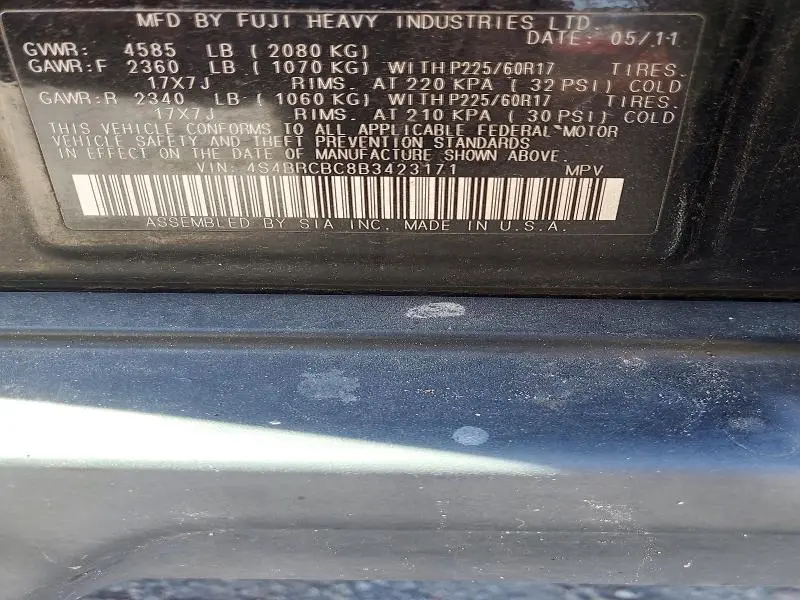 MFD BY FUJI HEAVY INDUSTRIES LTD.
DATE: 05/11
GVWR: 4585 LB ( 2080 KG)
GAWR:F 2360 LB ( 1070 KG) WITH P225/60R17 TIRES.
17X7J RIMS. AT 220 KPA ( 32 PSI) COLD
GAWR:R 2340 LB ( 1060 KG) WITH P225/60R17 TIRES.
17X7J RIMS. AT 210 KPA ( 30 PSI) COLD
THIS VEHICLE CONFORMS TO ALL APPLICABLE FEDERAL MOTOR
VEHICLE SAFETY AND THEFT PREVENTION STANDARDS
IN EFFECT ON THE DATE OF MANUFACTURE SHOWN ABOVE.
VIN: 4S4BRCBC8B3423171 MPV
ASSEMBLED BY SIA INC. MADE IN U.S.A.